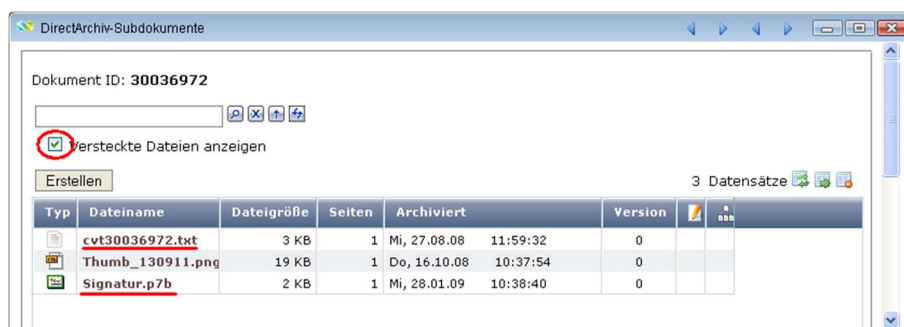 DirectArchiv-Subdokumente
Dokument ID: 30036972
Versteckte Dateien anzeigen
Erstellen
3 Datensätze
Typ Dateiname Dateigröße Seiten Archiviert Version
cvt30036972.txt 3 KB 1 Mi, 27.08.08 11:59:32 0
Thumb_130911.png 19 KB 1 Do, 16.10.08 10:37:54 0
Signatur.p7b 2 KB 1 Mi, 28.01.09 10:38:40 0